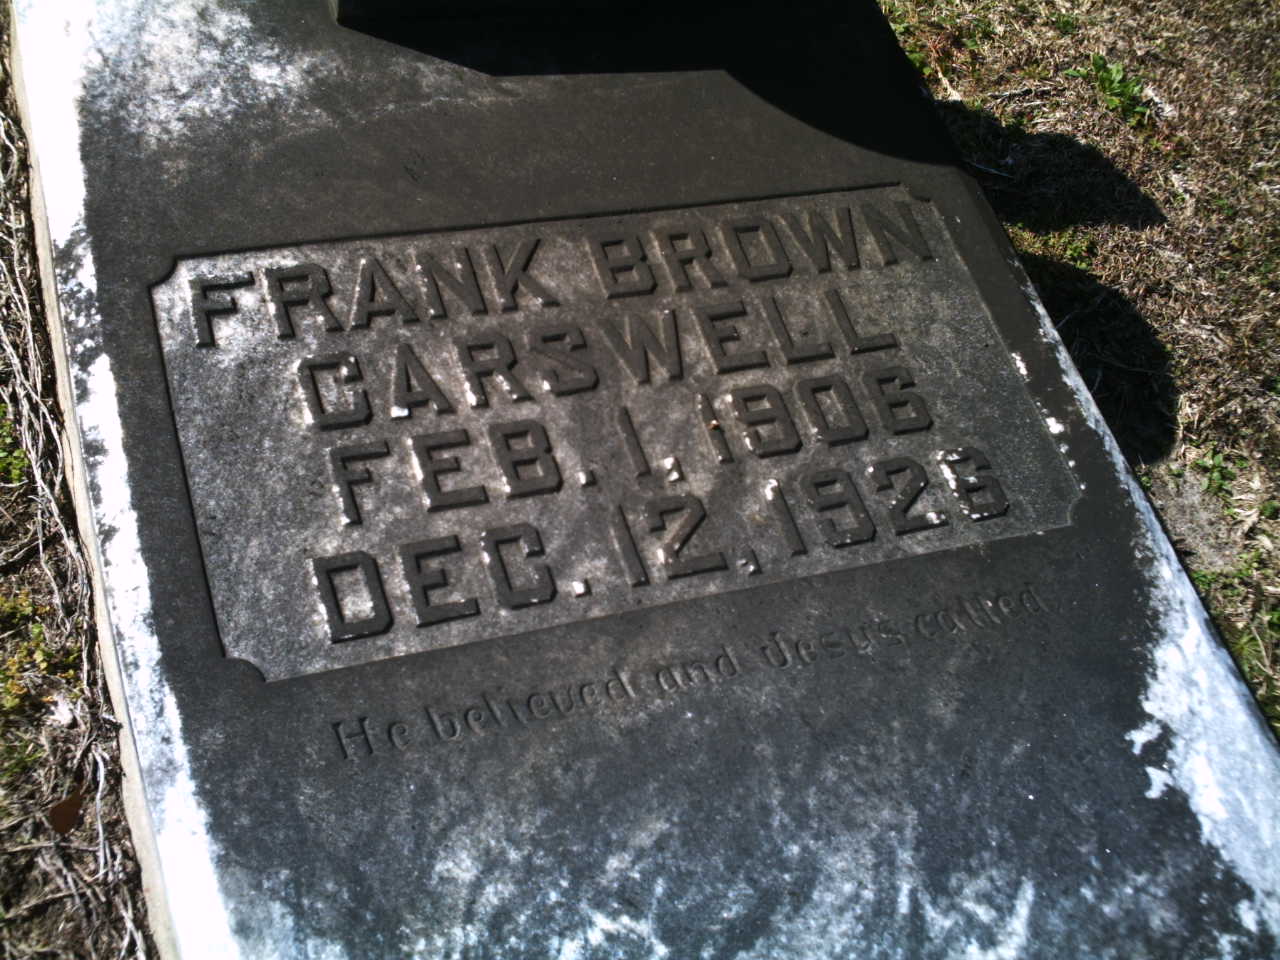 FRANK BROWN
CARSWELL
FEB. 1, 1906
DEC. 12, 1926
He believed and Jesus called